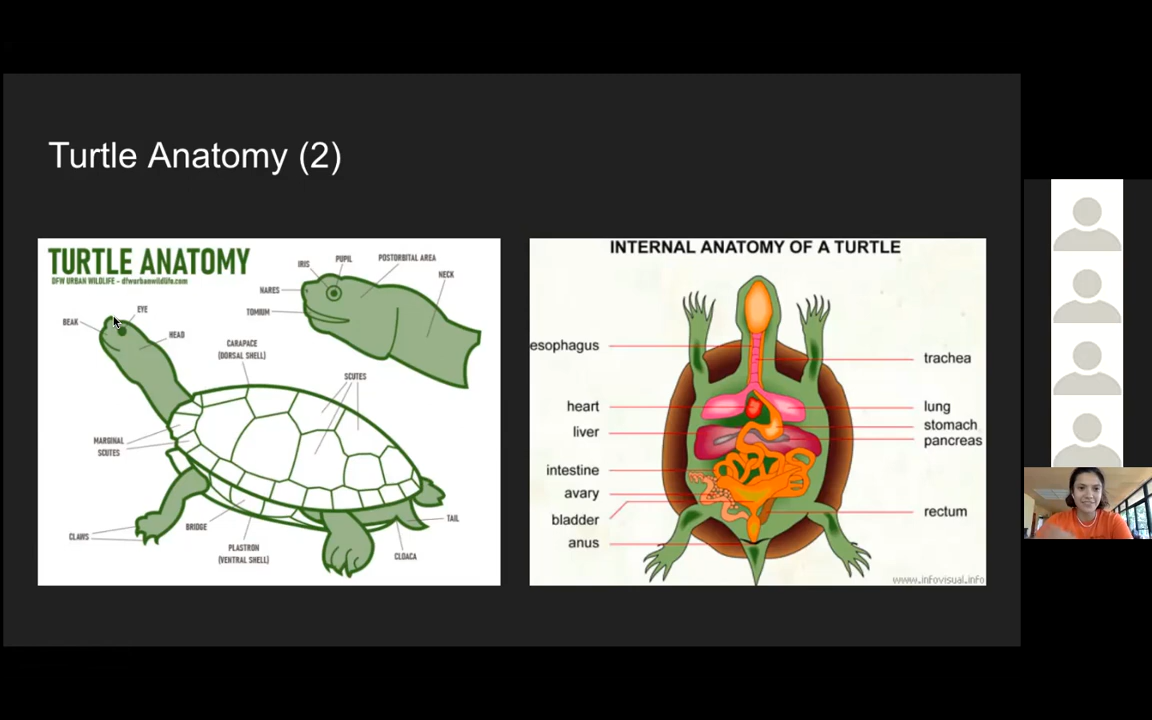 Turtle Anatomy (2)
TURTLE ANATOMY
DFW URBAN WILDLIFE - dfwurbanwildlife.com
IRIS
PUPIL
POSTORBITAL AREA
NECK
NARES
TOMIUM
EYE
BEAK
HEAD
CARAPACE
(DORSAL SHELL)
SCUTES
MARGINAL
SCUTES
CLAWS
BRIDGE
PLASTRON
(VENTRAL SHELL)
TAIL
CLOACA
INTERNAL ANATOMY OF A TURTLE
esophagus
trachea
heart
lung
liver
stomach
pancreas
intestine
avary
bladder
rectum
anus
www.infovisual.info